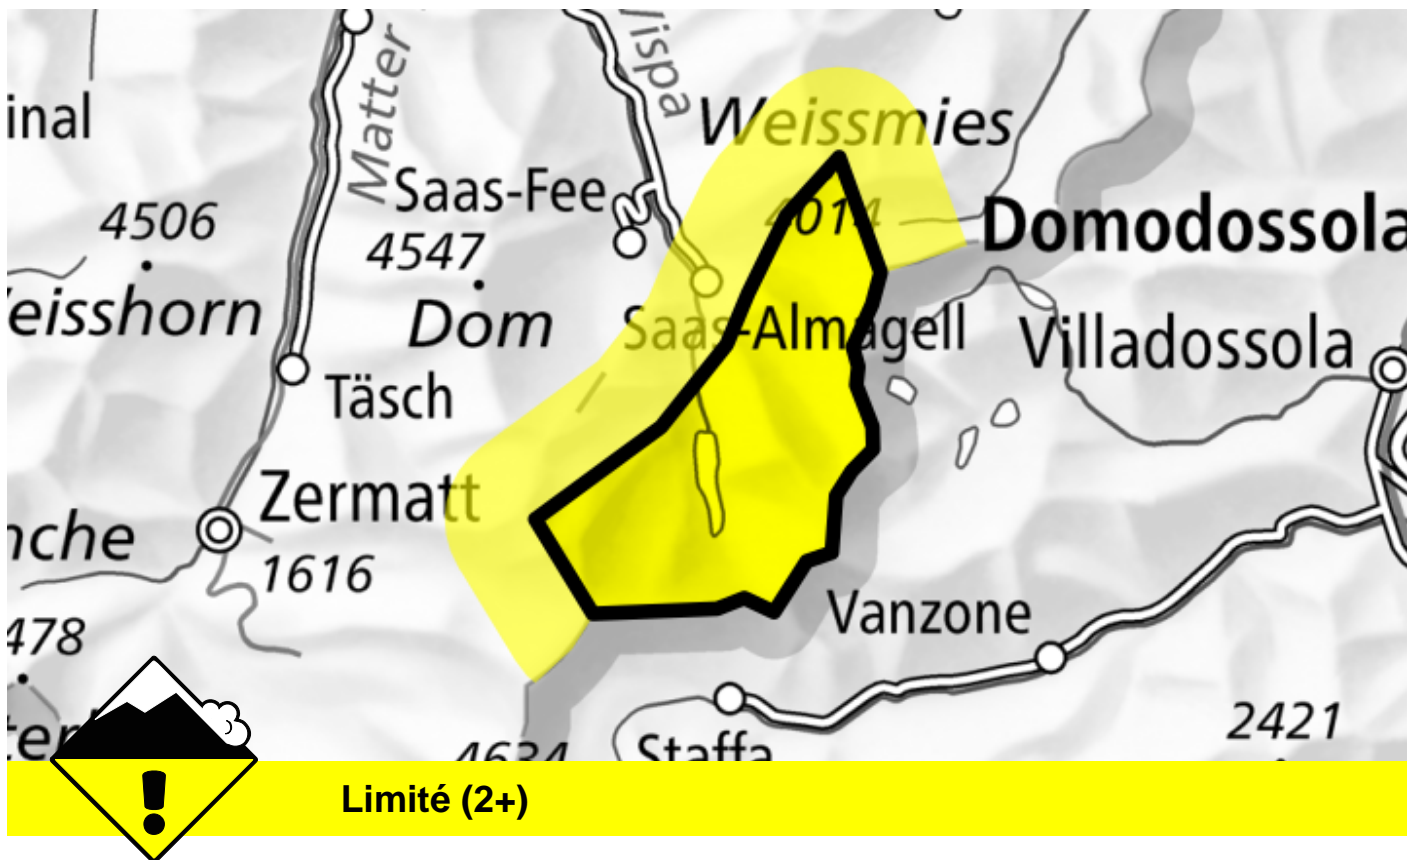 Vispa
Matter
inal
Weissmies
Saas-Fee
4506
4014
Domodossola
4547
eisshorn
Dom
Saas-Almagell
Villadossola
Täsch
Zermatt
nche
1616
478
Vanzone
2421
4634
Staffa
Limité (2+)